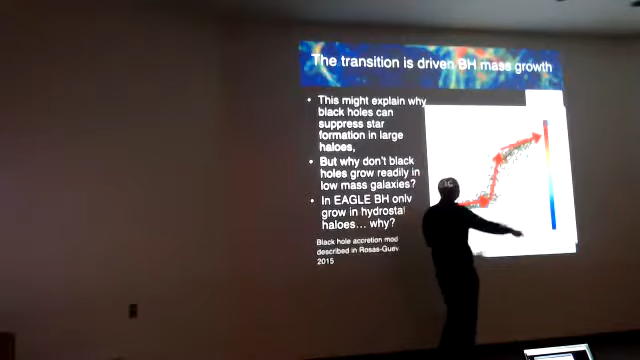 The transition is driven BH mass growth
• This might explain why
black holes can
suppress star
formation in large
haloes,
• But why don't black
holes grow readily in
low mass galaxies?
• In EAGLE BH only
grow in hydrostat
haloes... why?
Black hole accretion mod
described in Rosas-Guev
2015